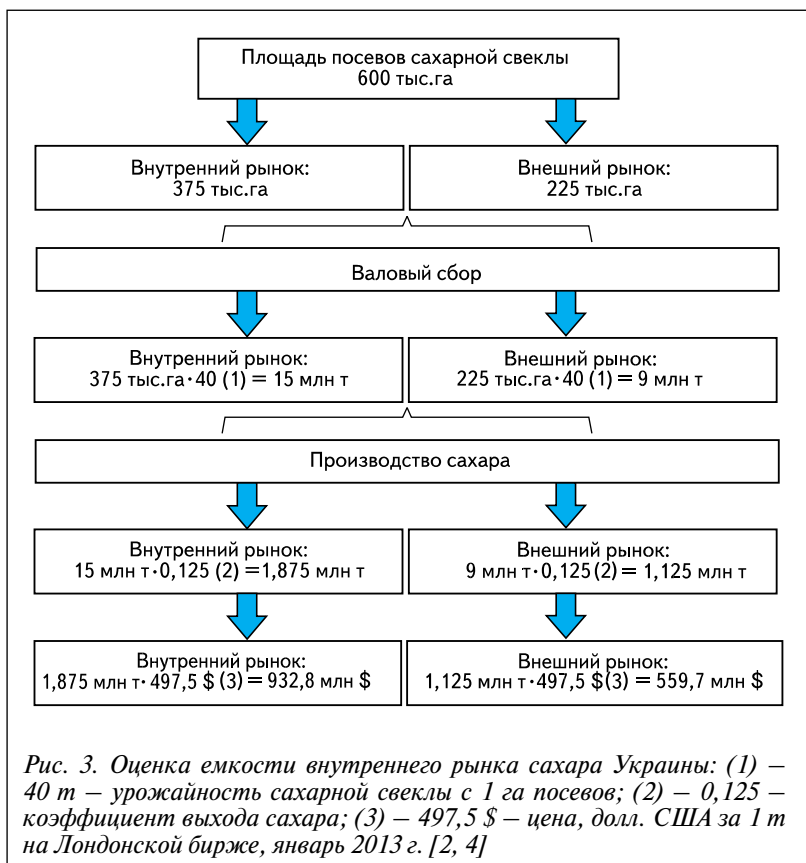 Площадь посевов сахарной свеклы
600 тыс.га
Внутренний рынок:
375 тыс.га
Внешний рынок:
225 тыс.га
Валовый сбор
Внутренний рынок:
375 тыс.га·40 (1) = 15 млн т
Внешний рынок:
225 тыс.га·40 (1) = 9 млн т
Производство сахара
Внутренний рынок:
15 млн т·0,125 (2) =1,875 млн т
Внешний рынок:
9 млн т·0,125(2) = 1,125 млн т
Внутренний рынок:
1,875 млн т·497,5 $ (3) = 932,8 млн $
Внешний рынок:
1,125 млн т·497,5 $(3) = 559,7 млн $
Рис. 3. Оценка емкости внутреннего рынка сахара Украины: (1) –
40 т – урожайность сахарной свеклы с 1 га посевов; (2) – 0,125 –
коэффициент выхода сахара; (3) – 497,5 $ – цена, долл. США за 1 т
на Лондонской бирже, январь 2013 г. [2, 4]